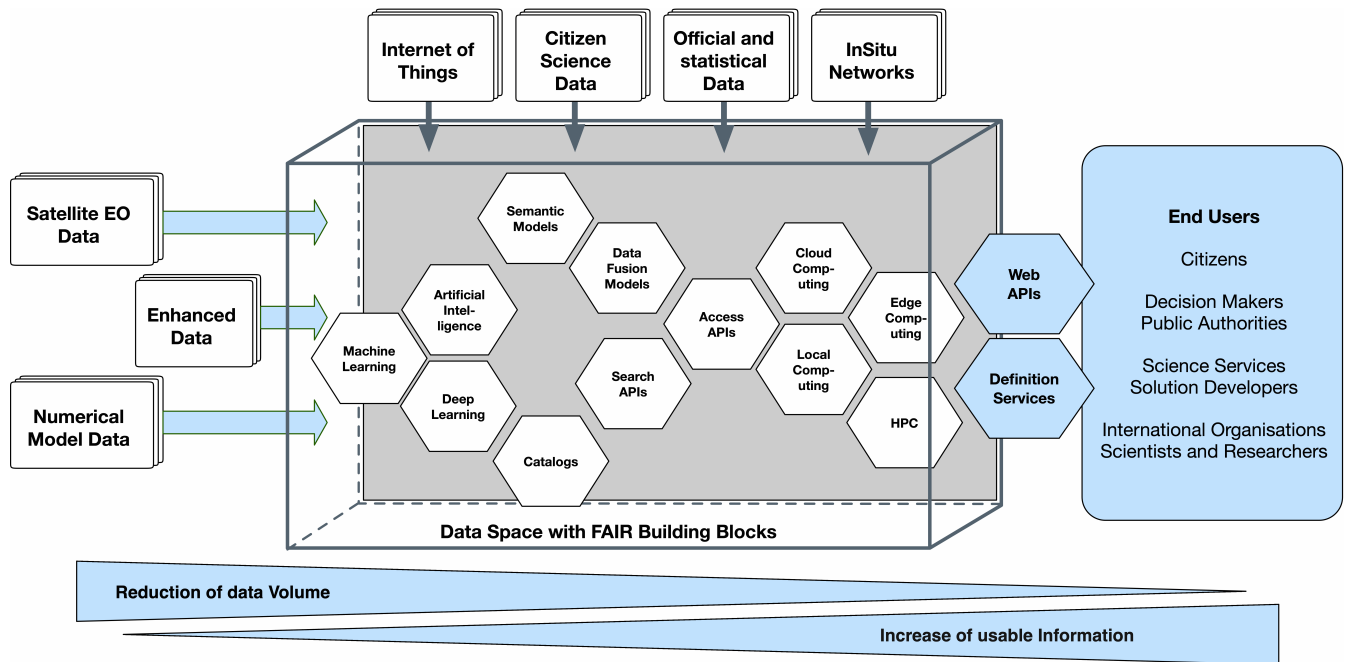 Internet of
Things
Citizen
Science
Data
Official and
statistical
Data
InSitu
Networks
Satellite EO
Data
Enhanced
Data
Numerical
Model Data
Semantic
Models
Data
Fusion
Models
Cloud
Comp-
uting
Artificial
Intel-
ligence
Access
APIs
Edge
Comp-
uting
Machine
Learning
Search
APIs
Local
Comp-
uting
Deep
Learning
HPC
Catalogs
Web
APIs
Definition
Services
End Users
Citizens
Decision Makers
Public Authorities
Science Services
Solution Developers
International Organisations
Scientists and Researchers
Data Space with FAIR Building Blocks
Reduction of data Volume
Increase of usable Information